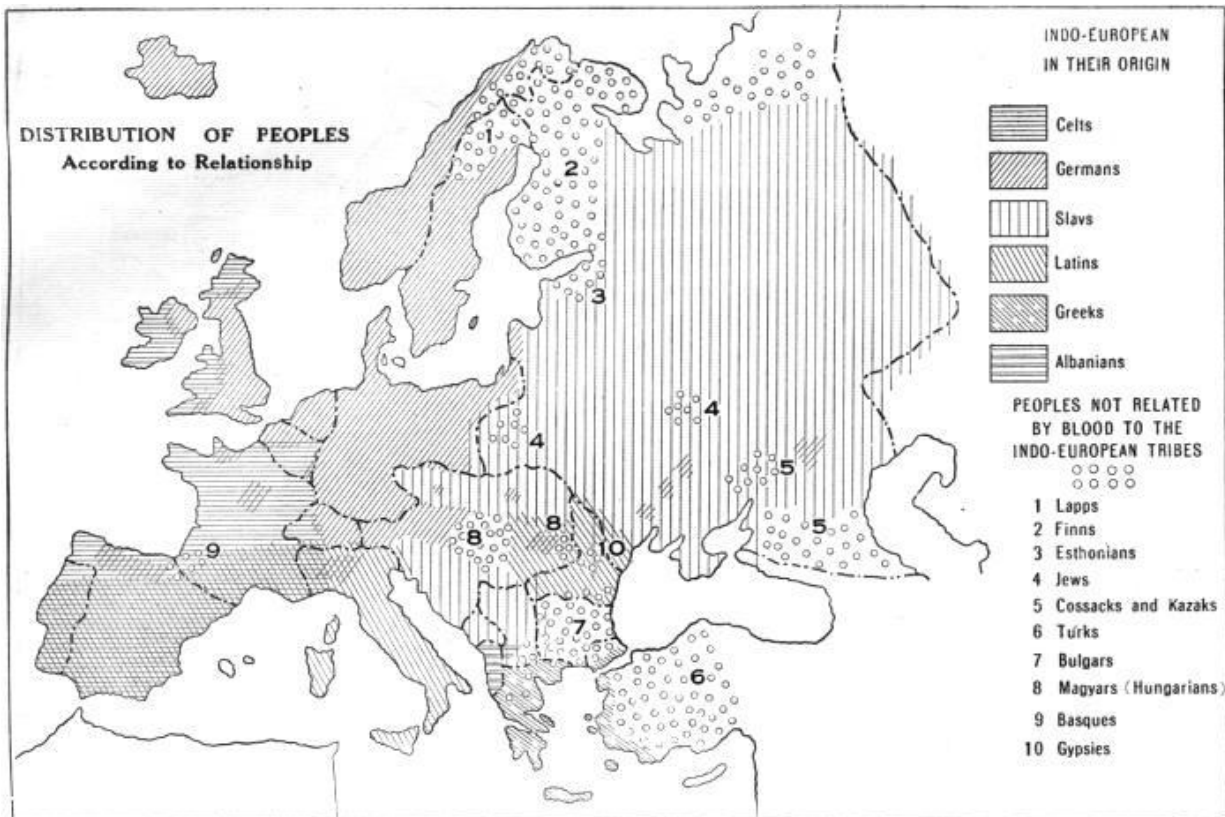 DISTRIBUTION OF PEOPLES
According to Relationship
INDO-EUROPEAN
IN THEIR ORIGIN
Celts
Germans
Slavs
Latins
Greeks
Albanians
PEOPLES NOT RELATED
BY BLOOD TO THE
INDO-EUROPEAN TRIBES
1 Lapps
2 Finns
3 Esthonians
4 Jews
5 Cossacks and Kazaks
6 Turks
7 Bulgars
8 Magyars (Hungarians)
9 Basques
10 Gypsies
1
2
3
4
4
5
5
8
8
10
9
7
6